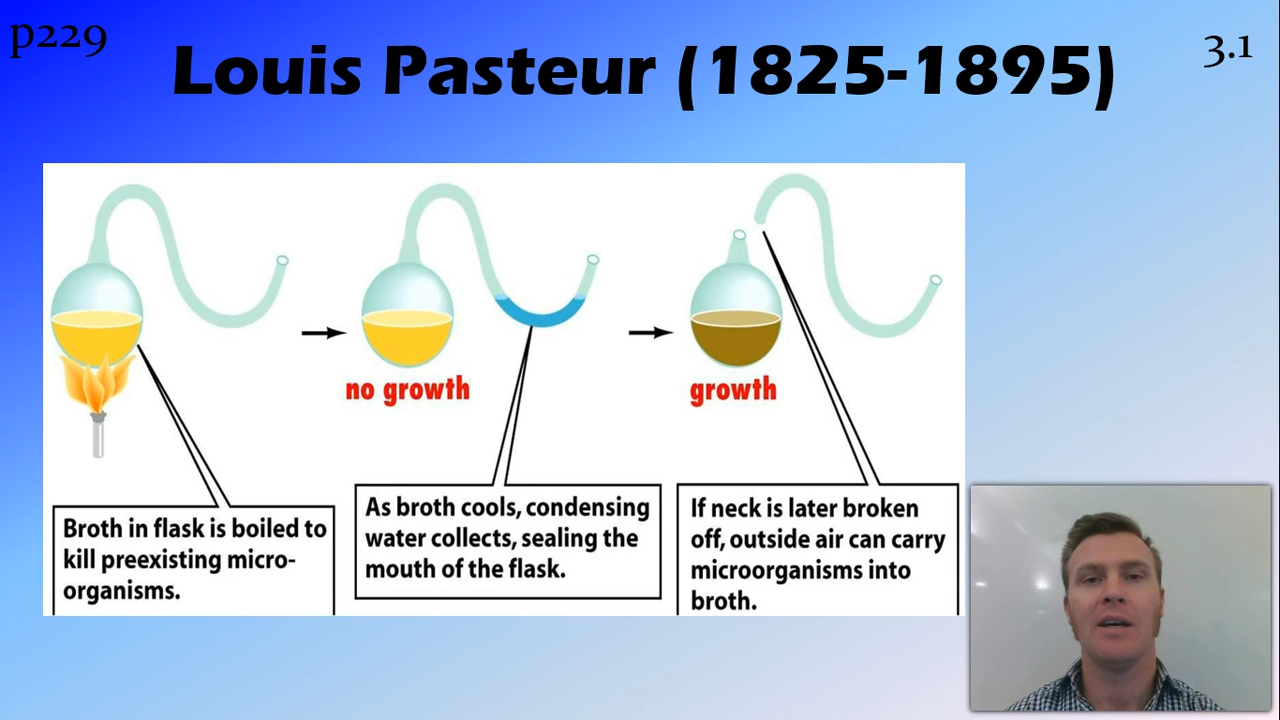 p229
3.1
Louis Pasteur (1825-1895)
no growth
growth
Broth in flask is boiled to
kill preexisting micro-
organisms.
As broth cools, condensing
water collects, sealing the
mouth of the flask.
If neck is later broken
off, outside air can carry
microorganisms into
broth.